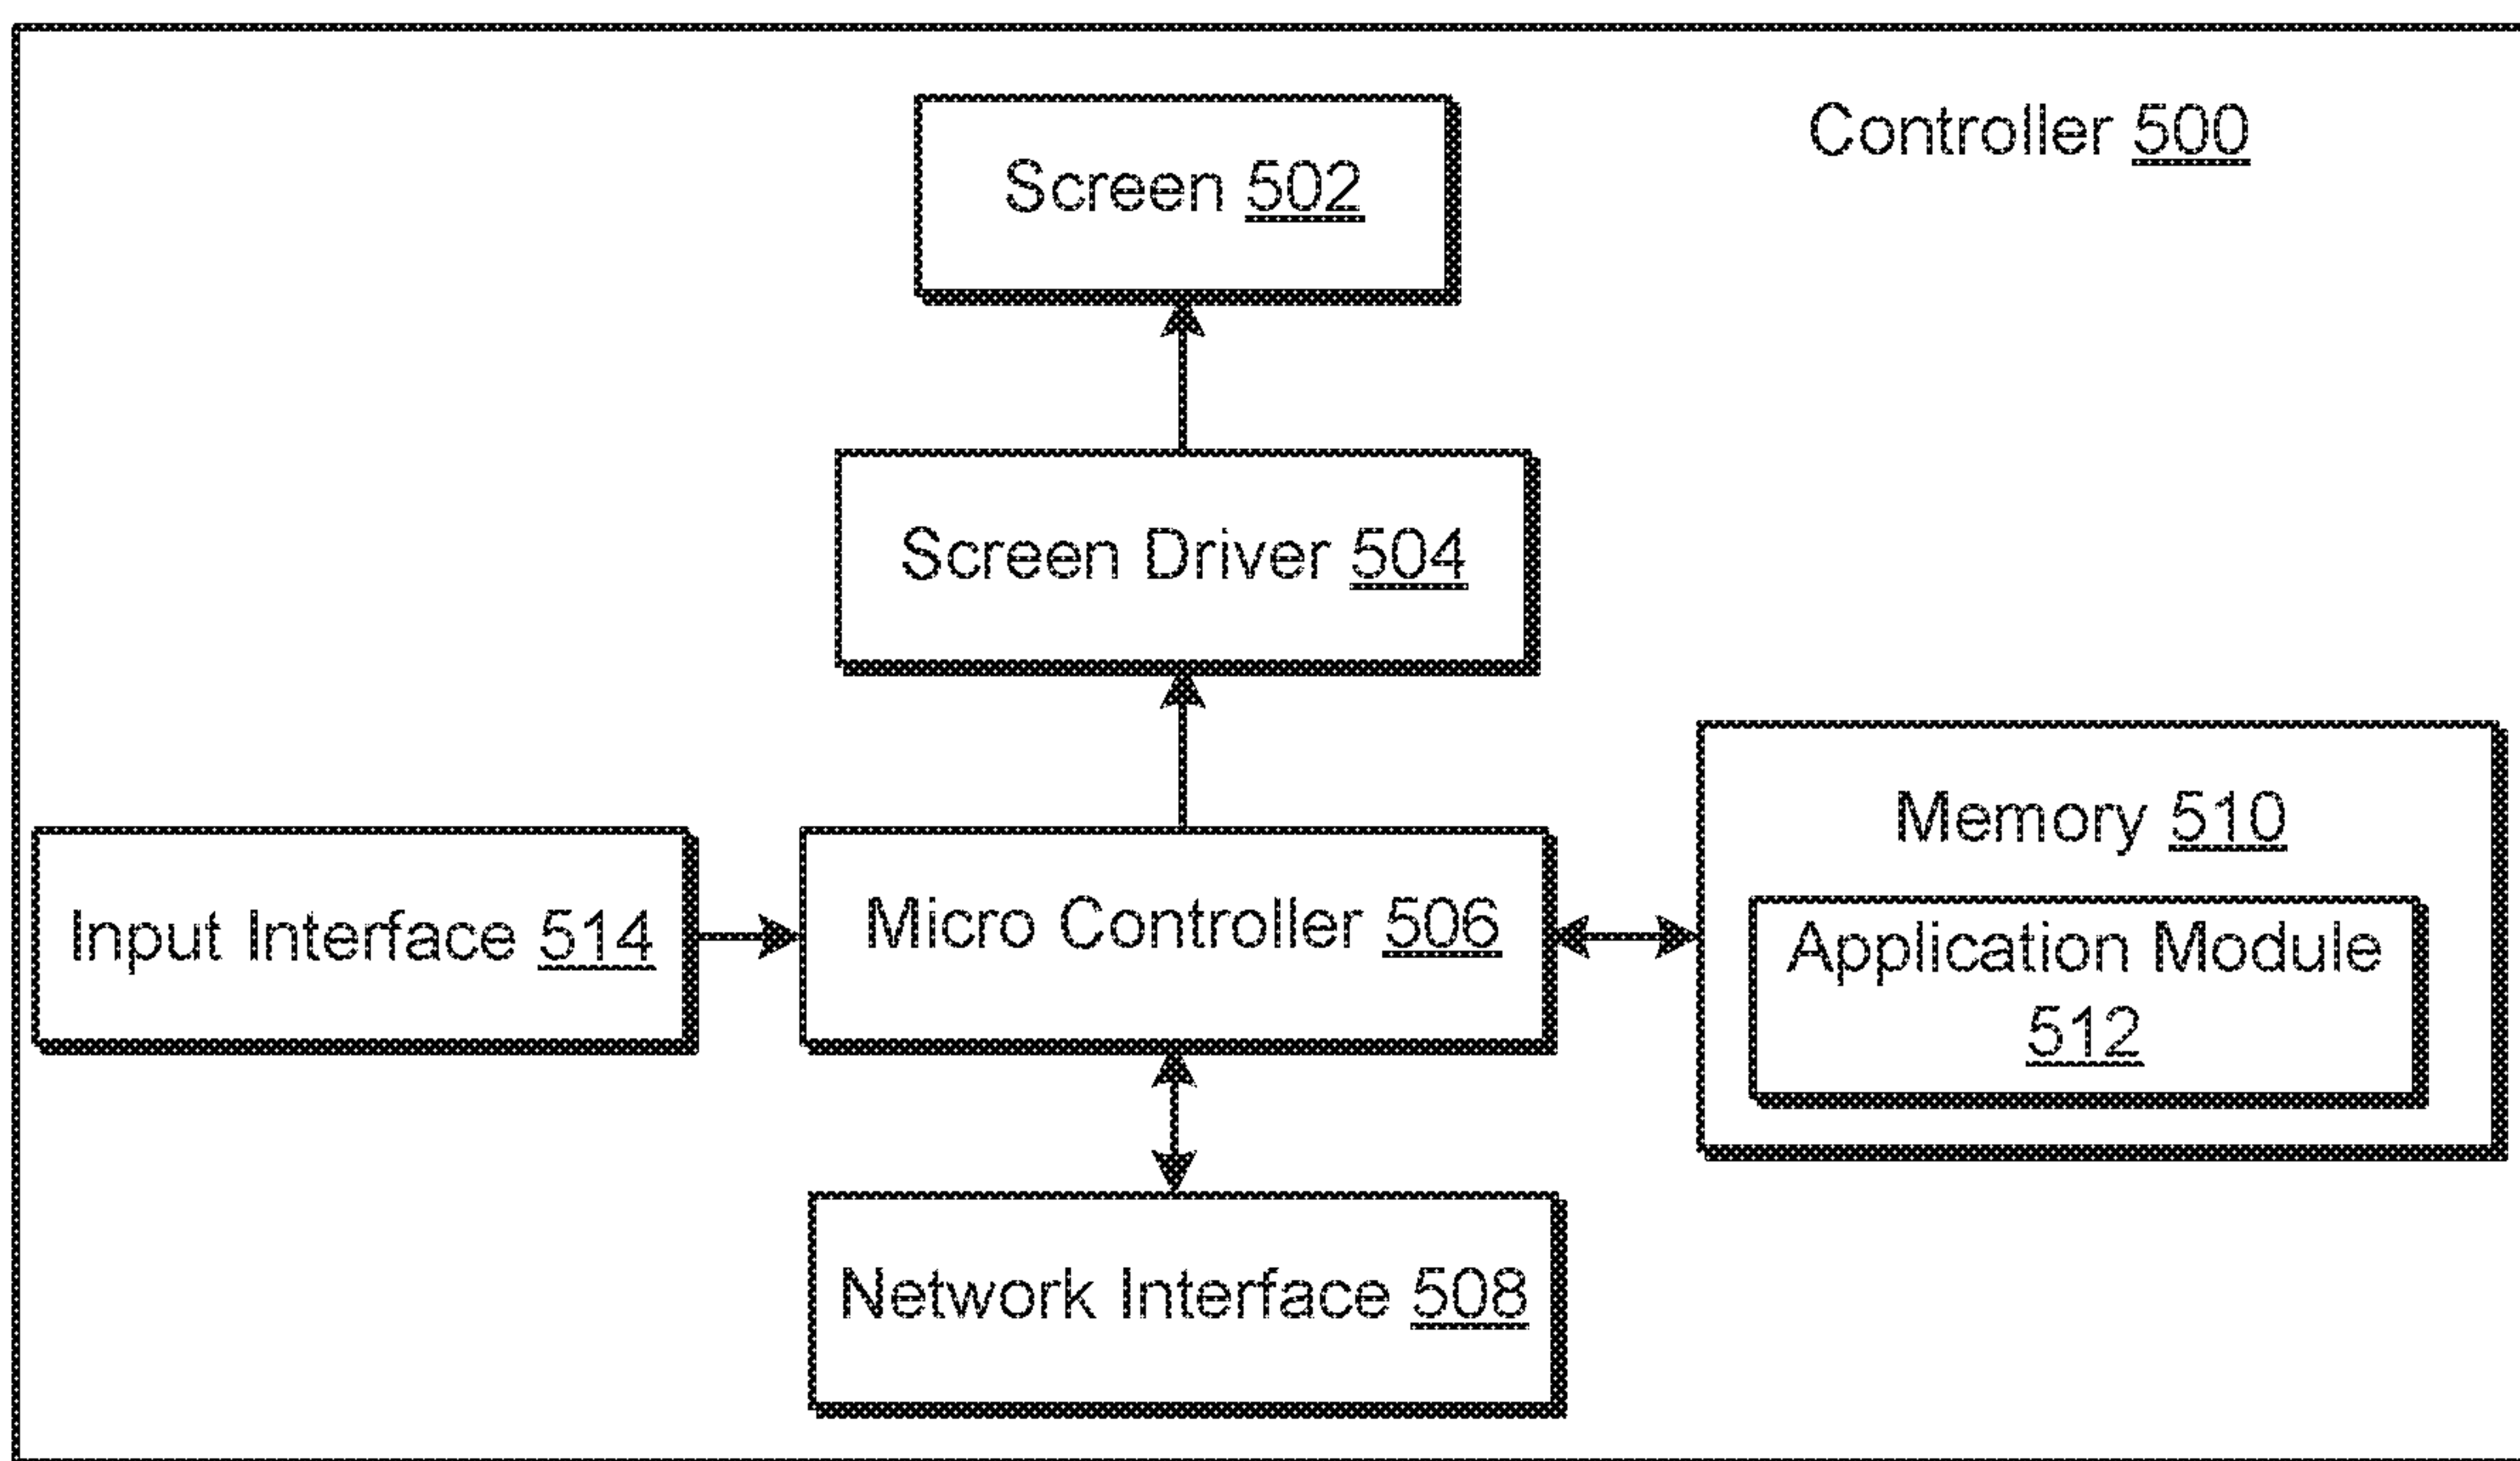 Controller 500
Screen 502
Screen Driver 504
Memory 510
Input Interface 514
Micro Controller 506
Application Module
512
Network Interface 508